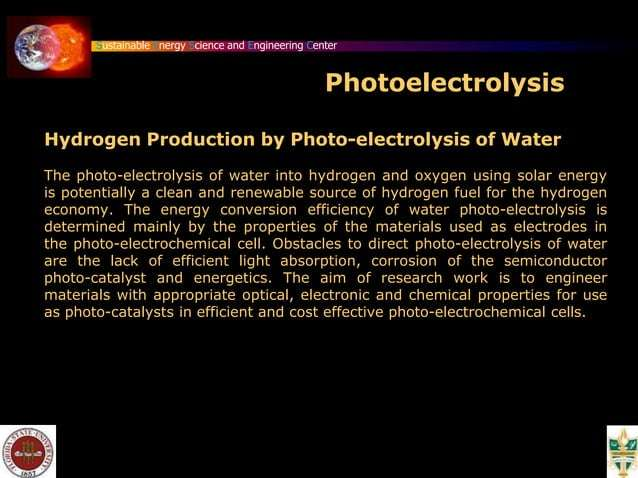 Sustainable Energy Science and Engineering Center
Photoelectrolysis
Hydrogen Production by Photo-electrolysis of Water
The photo-electrolysis of water into hydrogen and oxygen using solar energy
is potentially a clean and renewable source of hydrogen fuel for the hydrogen
economy. The energy conversion efficiency of water photo-electrolysis is
determined mainly by the properties of the materials used as electrodes in
the photo-electrochemical cell. Obstacles to direct photo-electrolysis of water
are the lack of efficient light absorption, corrosion of the semiconductor
photo-catalyst and energetics. The aim of research work is to engineer
materials with appropriate optical, electronic and chemical properties for use
as photo-catalysts in efficient and cost effective photo-electrochemical cells.
FLORIDA STATE UNIVERSITY
1857